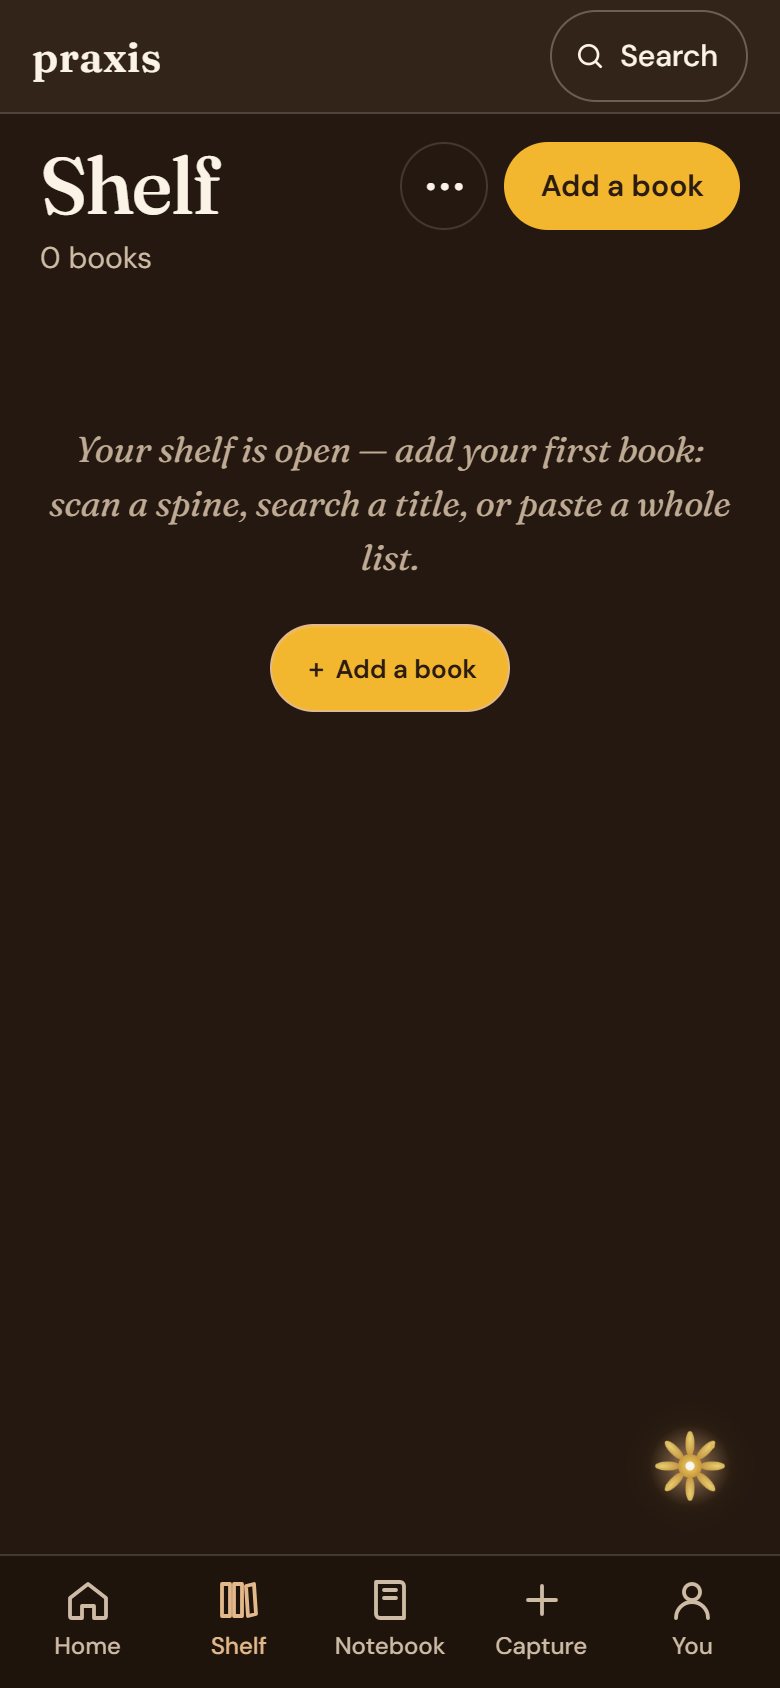 praxis
Search
Shelf
Add a book
0 books
Your shelf is open — add your first book:
scan a spine, search a title, or paste a whole
list.
+ Add a book
Home
Shelf
Notebook
Capture
You